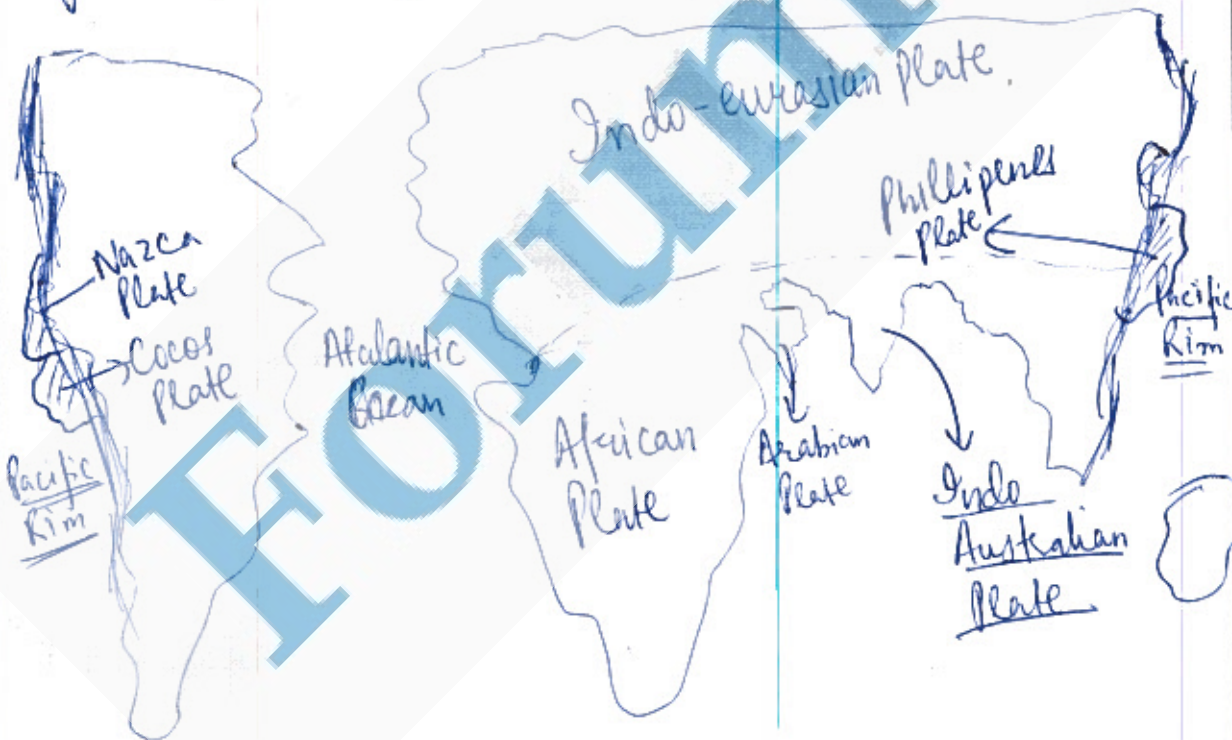 Indo-eurasian Plate.
Phillipenes
Plate
Nazca
Plate
Cocos
Plate
Atalantic
Ocean
Pacific
Rim
African
Plate
Arabian
Plate
Indo
Australian
Plate
Pacific
Rim
Forum